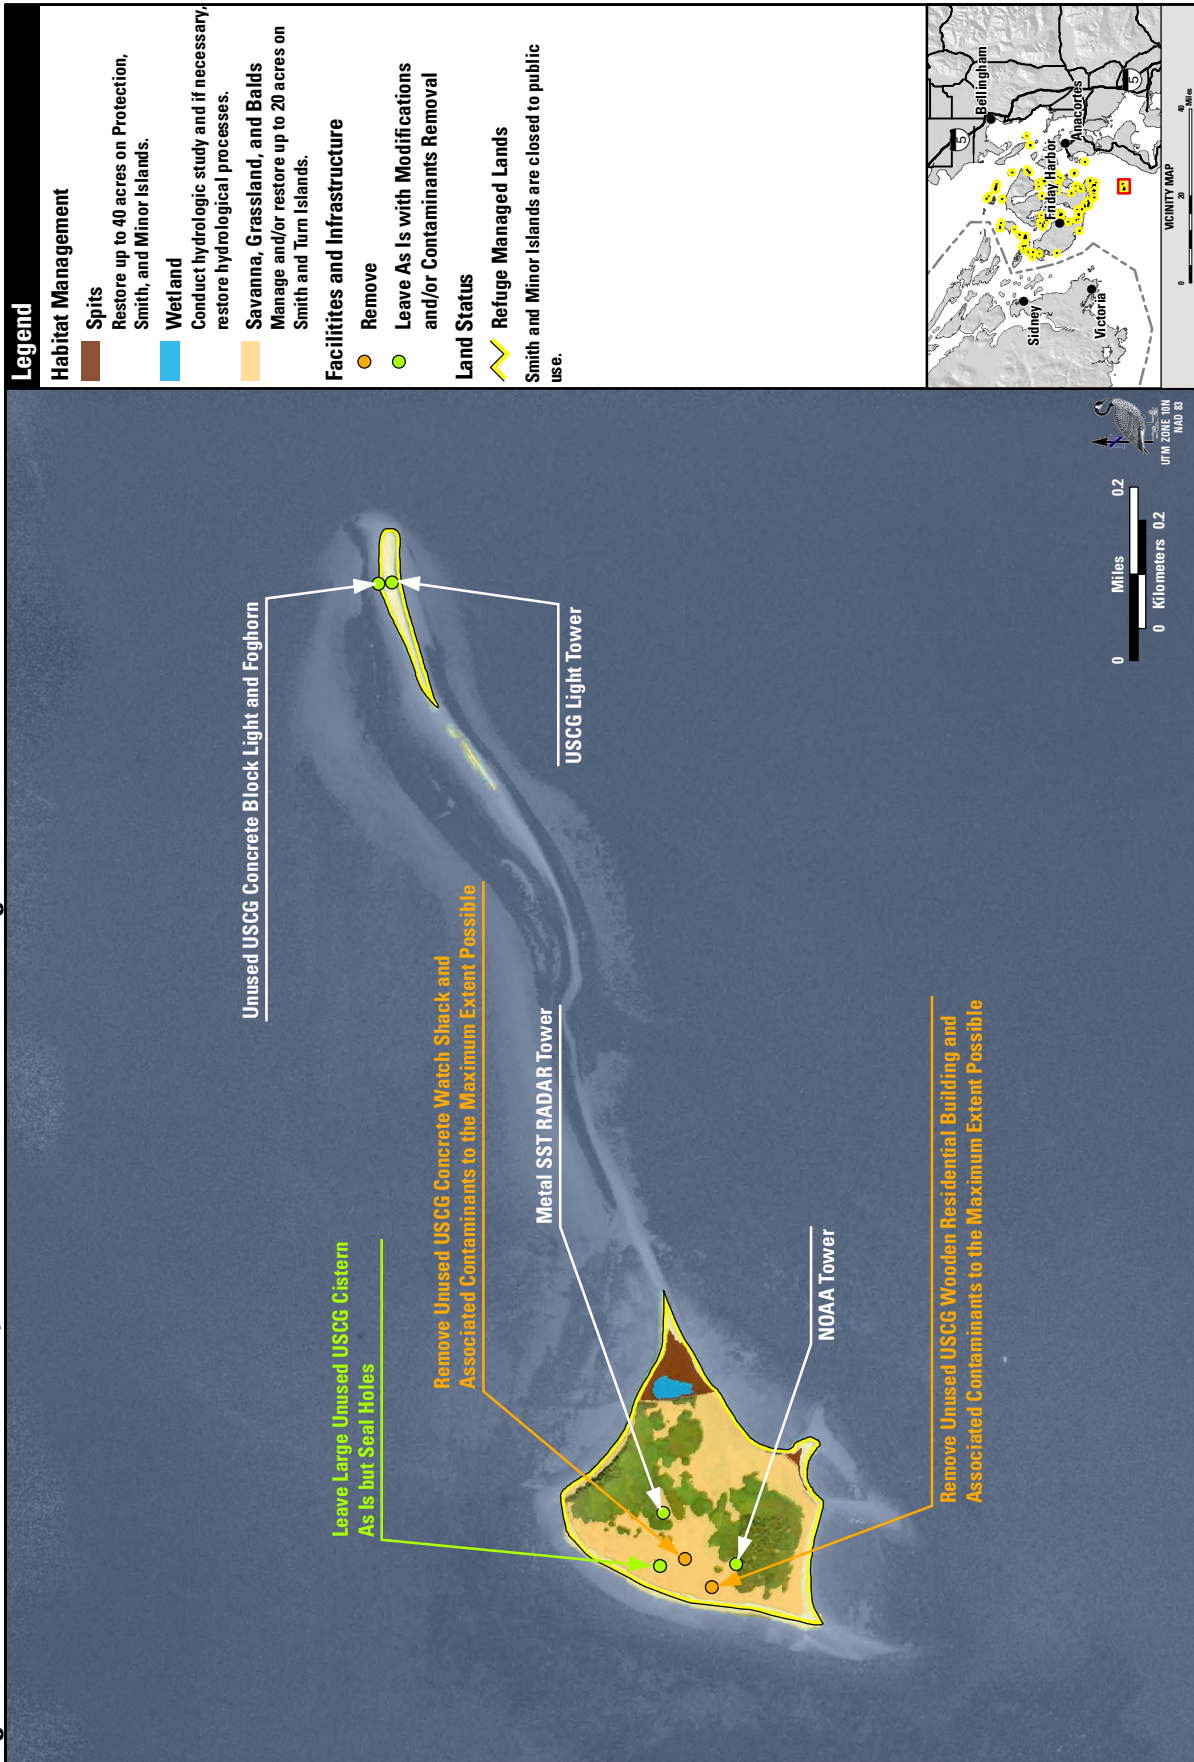 Legend
Habitat Management
Spits
Restore up to 40 acres on Protection,
Smith, and Minor Islands.
Wetland
Conduct hydrologic study and if necessary,
restore hydrological processes.
Savanna, Grassland, and Balds
Manage and/or restore up to 20 acres on
Smith and Turn Islands.
Facilitites and Infrastructure
Remove
Leave As Is with Modifications
and/or Contaminants Removal
Land Status
Refuge Managed Lands
Smith and Minor Islands are closed to public
use.
Unused USCG Concrete Block Light and Foghorn
USCG Light Tower
Leave Large Unused USCG Cistern
As Is but Seal Holes
Remove Unused USCG Concrete Watch Shack and
Associated Contaminants to the Maximum Extent Possible
Metal SST RADAR Tower
NOAA Tower
Remove Unused USCG Wooden Residential Building and
Associated Contaminants to the Maximum Extent Possible
0 Miles 0.2
0 Kilometers 0.2
UTM ZONE 10N
NAD 83
Bellingham
5
Anacortes
5
Friday Harbor
Sidney
Victoria
VICINITY MAP
0 20 40
Miles